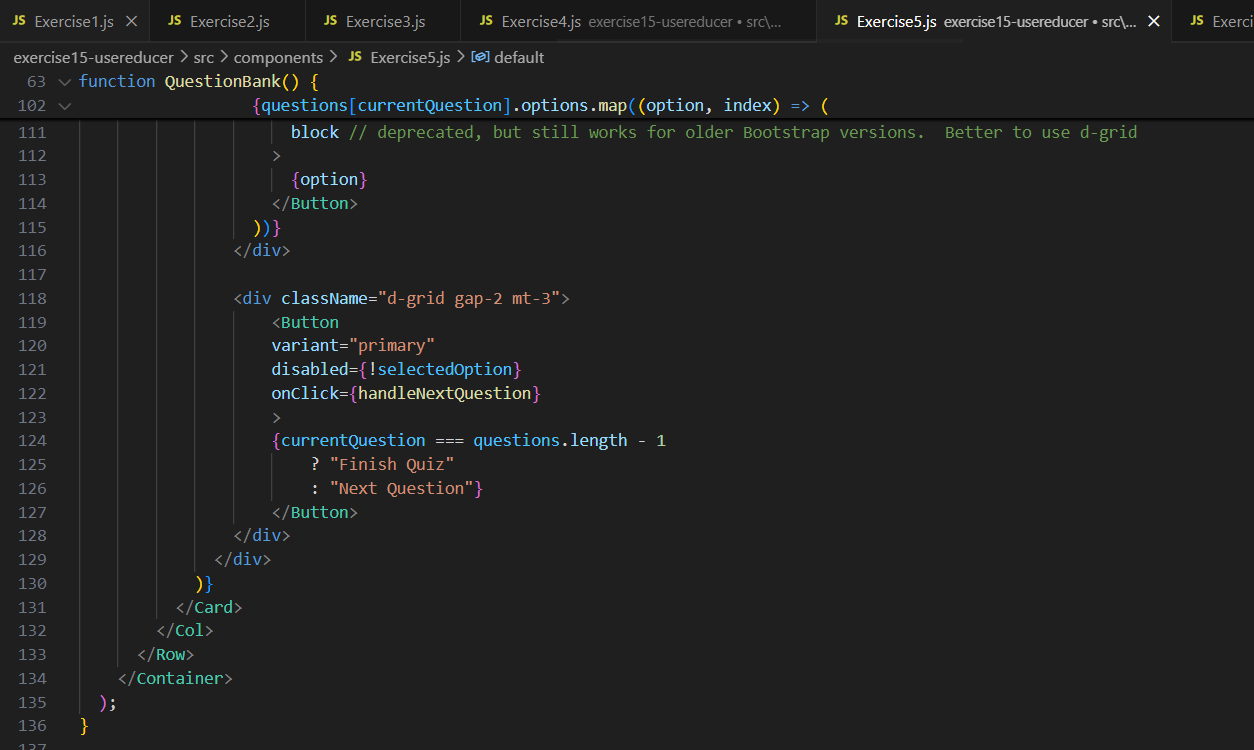 JS Exercise1.js × JS Exercise2.js JS Exercise3.js JS Exercise4.js exercise15-usereducer • src\... JS Exercise5.js exercise15-usereducer • src\... × JS Exerci
exercise15-usereducer > src > components > JS Exercise5.js > default
63 function QuestionBank() {
102 {questions[currentQuestion].options.map((option, index) => (
111 block // deprecated, but still works for older Bootstrap versions.  Better to use d-grid
112 >
113 {option}
114 </Button>
115 ))}
116 </div>
117
118 <div className="d-grid gap-2 mt-3">
119 <Button
120 variant="primary"
121 disabled={!selectedOption}
122 onClick={handleNextQuestion}
123 >
124 {currentQuestion === questions.length - 1
125 ? "Finish Quiz"
126 : "Next Question"}
127 </Button>
128 </div>
129 </div>
130 )}
131 </Card>
132 </Col>
133 </Row>
134 </Container>
135 );
136 }
137